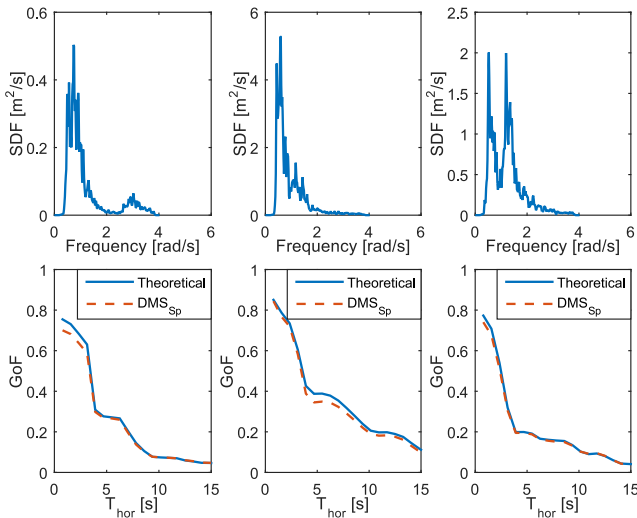 SDF [m²/s]
0.6
0.4
0.2
0
0 2 4 6
Frequency [rad/s]
SDF [m²/s]
6
4
2
0
0 2 4 6
Frequency [rad/s]
SDF [m²/s]
2.5
2
1.5
1
0.5
0
0 2 4 6
Frequency [rad/s]
GoF
1
0.8
0.6
0.4
0.2
0
0 5 10 15
T_hor [s]
Theoretical
DMS_Sp
GoF
1
0.8
0.6
0.4
0.2
0
0 5 10 15
T_hor [s]
Theoretical
DMS_Sp
GoF
1
0.8
0.6
0.4
0.2
0
0 5 10 15
T_hor [s]
Theoretical
DMS_Sp